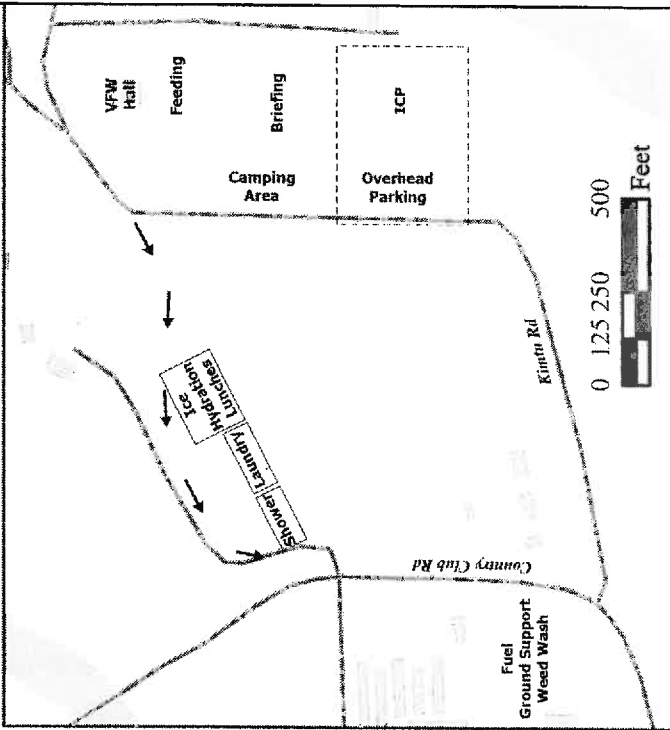 VFW
Hall
Feeding
Briefing
ICP
Camping
Area
Overhead
Parking
Ice
Hydration
Lunches
Laundry
Shower
Kimtu Rd
Country Club Rd
Fuel
Ground Support
Weed Wash
0 125 250 500
Feet